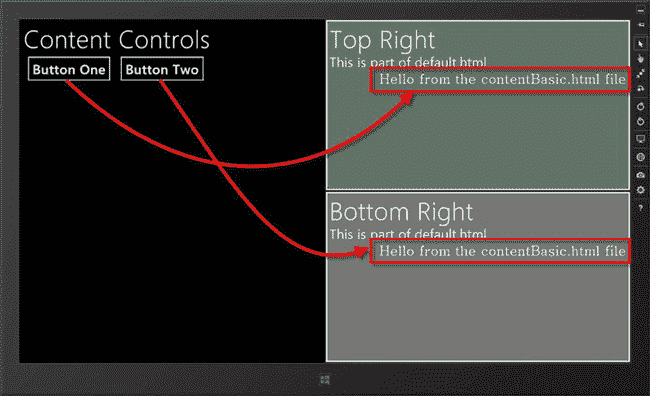 Content Controls
Button One
Button Two
Top Right
This is part of default html
Hello from the contentBasic.html file
Bottom Right
This is part of default html
Hello from the contentBasic.html file
?